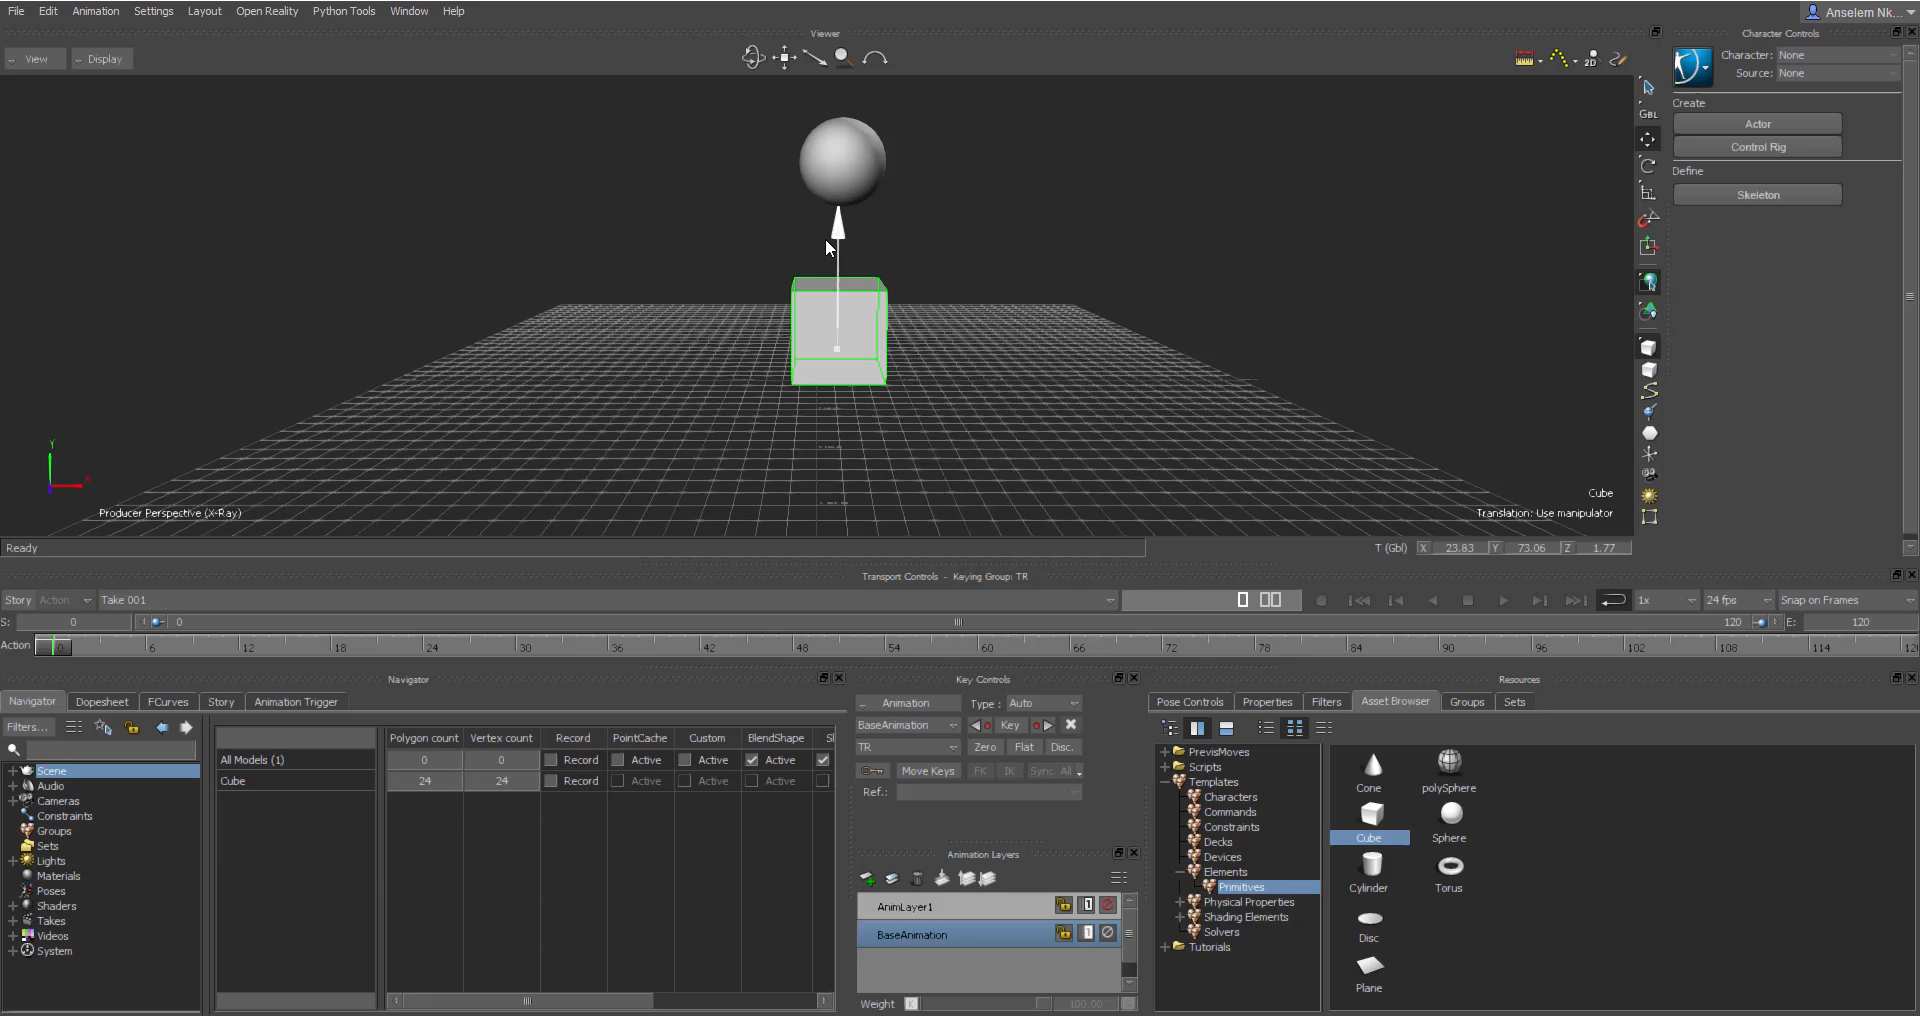 File Edit Animation Settings Layout Open Reality Python Tools Window Help
Anselem Nk...
Viewer
Character Controls
View Display
2D
Character: None
Source: None
GBL
Create
Actor
Control Rig
Define
Skeleton
Y
X
Producer Perspective (X-Ray)
Cube
Translation: Use manipulator
Ready
T (Gbl) X 23.83 Y 73.06 Z 1.77
Transport Controls - Keying Group: TR
Story Action Take 001
1x 24 fps Snap on Frames
S: 0 0 120 E: 120
Action 0 6 12 18 24 30 36 42 48 54 60 66 72 78 84 90 96 102 108 114 12
Navigator
Navigator Dopesheet FCurves Story Animation Trigger
Filters...
Scene
Audio
Cameras
Constraints
Groups
Sets
Lights
Materials
Poses
Shaders
Takes
Videos
System
Polygon count Vertex count Record PointCache Custom BlendShape Sl
All Models (1) 0 0 Record Active Active Active
Cube 24 24 Record Active Active Active
Key Controls
Animation Type : Auto
BaseAnimation Key
TR Zero Flat Disc.
Move Keys FK IK Sync. All
Ref.:
Animation Layers
AnimLayer1 1
BaseAnimation 1
Weight K 100.00 A
Resources
Pose Controls Properties Filters Asset Browser Groups Sets
PrevisMoves
Scripts
Templates
Characters
Commands
Constraints
Decks
Devices
Elements
Primitives
Physical Properties
Shading Elements
Solvers
Tutorials
Cone polySphere
Cube Sphere
Cylinder Torus
Disc
Plane